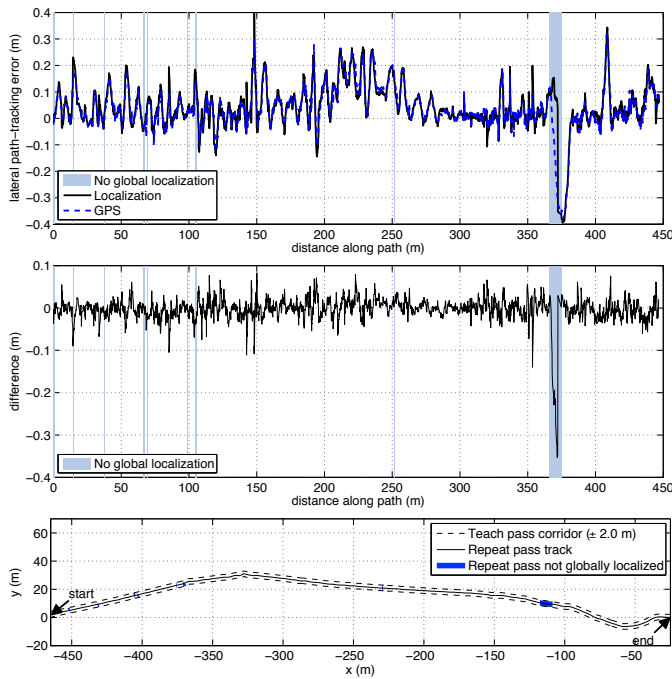 0.4
0.3
0.2
0.1
0
−0.1
−0.2
−0.3
−0.4
lateral path−tracking error (m)
No global localization
Localization
GPS
0 50 100 150 200 250 300 350 400 450
distance along path (m)
0.1
0
−0.1
−0.2
−0.3
−0.4
difference (m)
No global localization
0 50 100 150 200 250 300 350 400 450
distance along path (m)
60
40
20
0
−20
y (m)
Teach pass corridor (± 2.0 m)
Repeat pass track
Repeat pass not globally localized
start
end
−450 −400 −350 −300 −250 −200 −150 −100 −50
x (m)